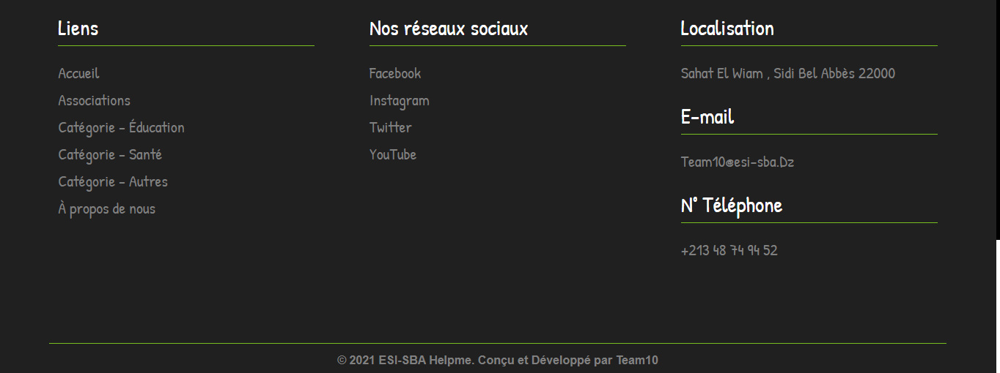 Liens
Accueil
Associations
Catégorie - Éducation
Catégorie - Santé
Catégorie - Autres
À propos de nous
Nos réseaux sociaux
Facebook
Instagram
Twitter
YouTube
Localisation
Sahat El Wiam , Sidi Bel Abbès 22000
E-mail
Team10@esi-sba.Dz
N° Téléphone
+213 48 74 94 52
© 2021 ESI-SBA Helpme. Conçu et Développé par Team10